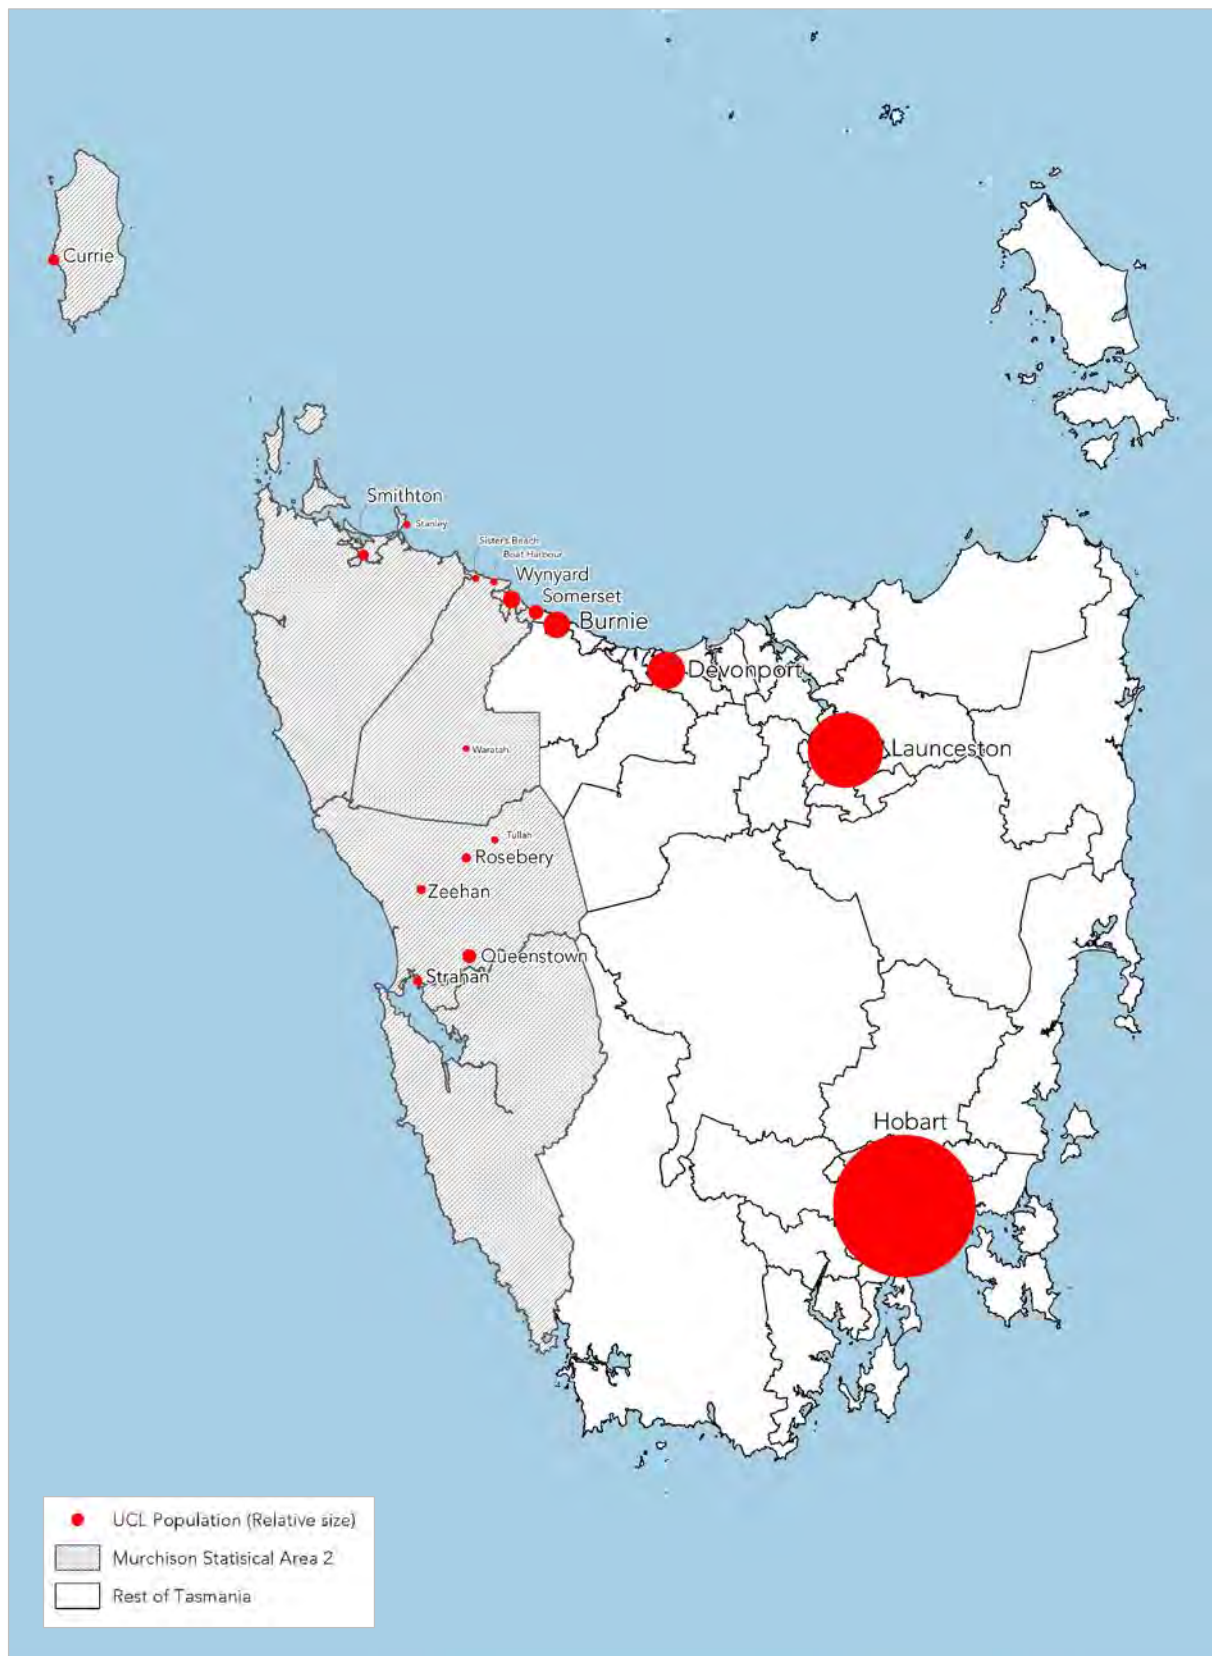 Currie
Smithton
Stanley
Sister's Beach
Boat Harbour
Wynyard
Somerset
Burnie
Devonport
Launceston
Waratah
Tullah
Rosebery
Zeehan
Queenstown
Strahan
Hobart
UCL Population (Relative size)
Murchison Statisical Area 2
Rest of Tasmania